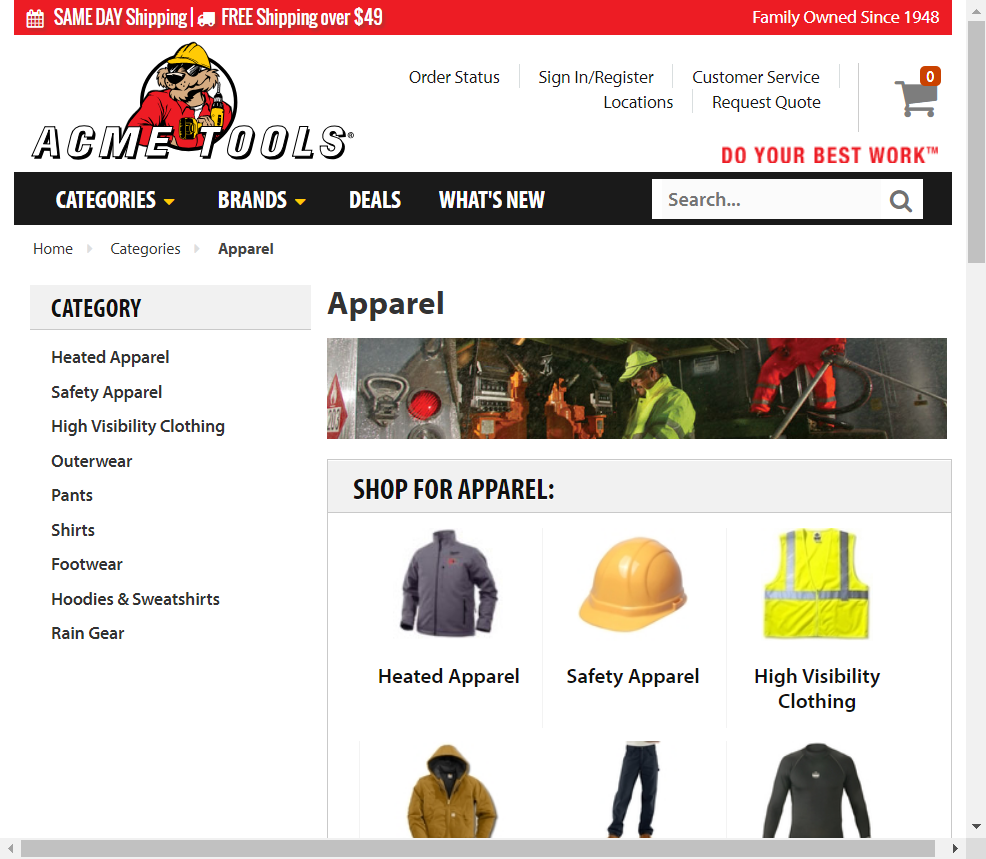 SAME DAY Shipping | FREE Shipping over $49
Family Owned Since 1948
ACME TOOLS®
Order Status
Sign In/Register
Customer Service
Locations
Request Quote
0
DO YOUR BEST WORK™
CATEGORIES
BRANDS
DEALS
WHAT'S NEW
Search...
Home
Categories
Apparel
CATEGORY
Heated Apparel
Safety Apparel
High Visibility Clothing
Outerwear
Pants
Shirts
Footwear
Hoodies & Sweatshirts
Rain Gear
Apparel
SHOP FOR APPAREL:
Heated Apparel
Safety Apparel
High Visibility
Clothing